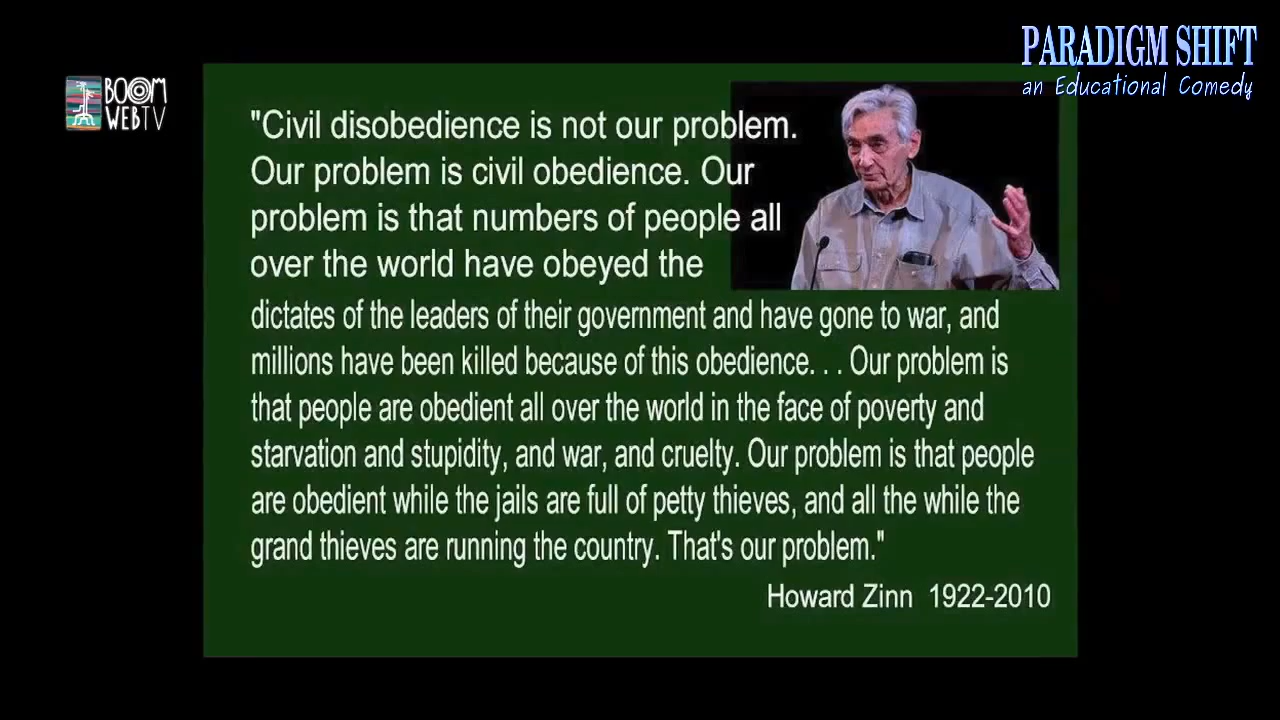 PARADIGM SHIFT
an Educational Comedy
BOOM
WEBTV
"Civil disobedience is not our problem.
Our problem is civil obedience. Our
problem is that numbers of people all
over the world have obeyed the
dictates of the leaders of their government and have gone to war, and
millions have been killed because of this obedience. . . Our problem is
that people are obedient all over the world in the face of poverty and
starvation and stupidity, and war, and cruelty. Our problem is that people
are obedient while the jails are full of petty thieves, and all the while the
grand thieves are running the country. That's our problem."
Howard Zinn 1922-2010